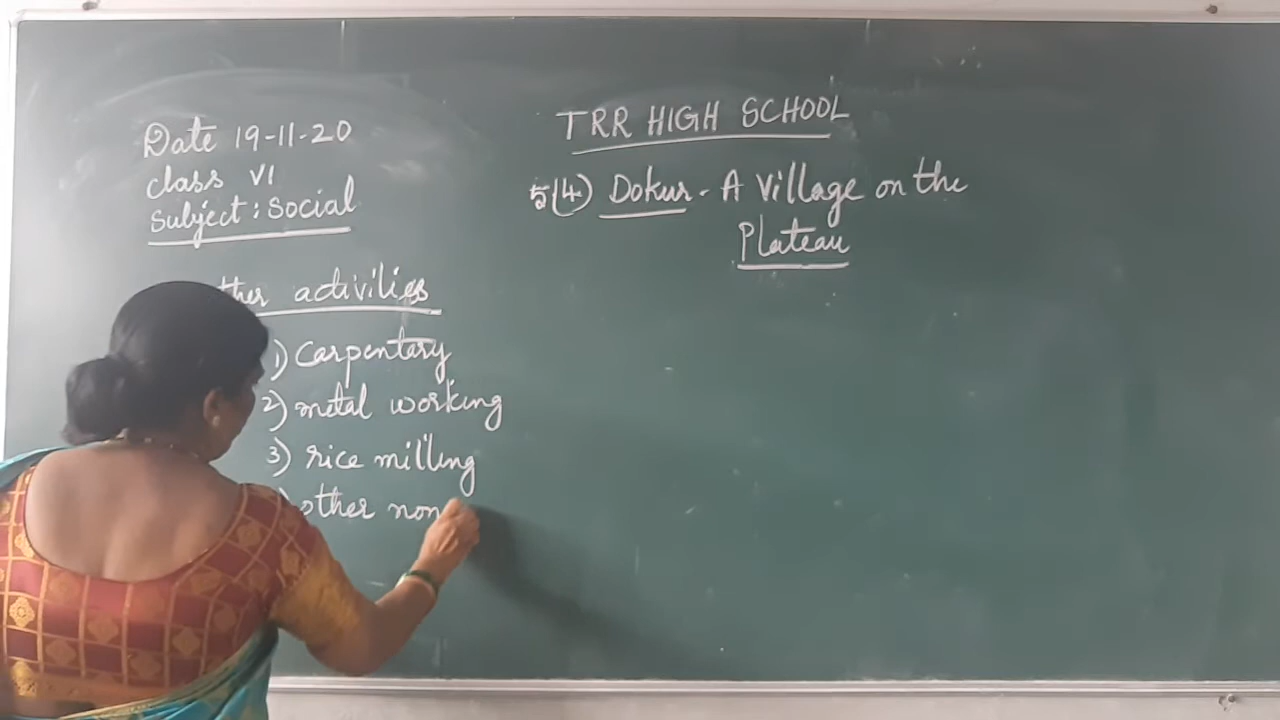 Date 19-11-20
class VI
Subject: Social
ther activities
1) Carpentary
2) metal working
3) rice milling
) other non
TRR HIGH SCHOOL
5(4) Dokur - A Village on the
Plateau